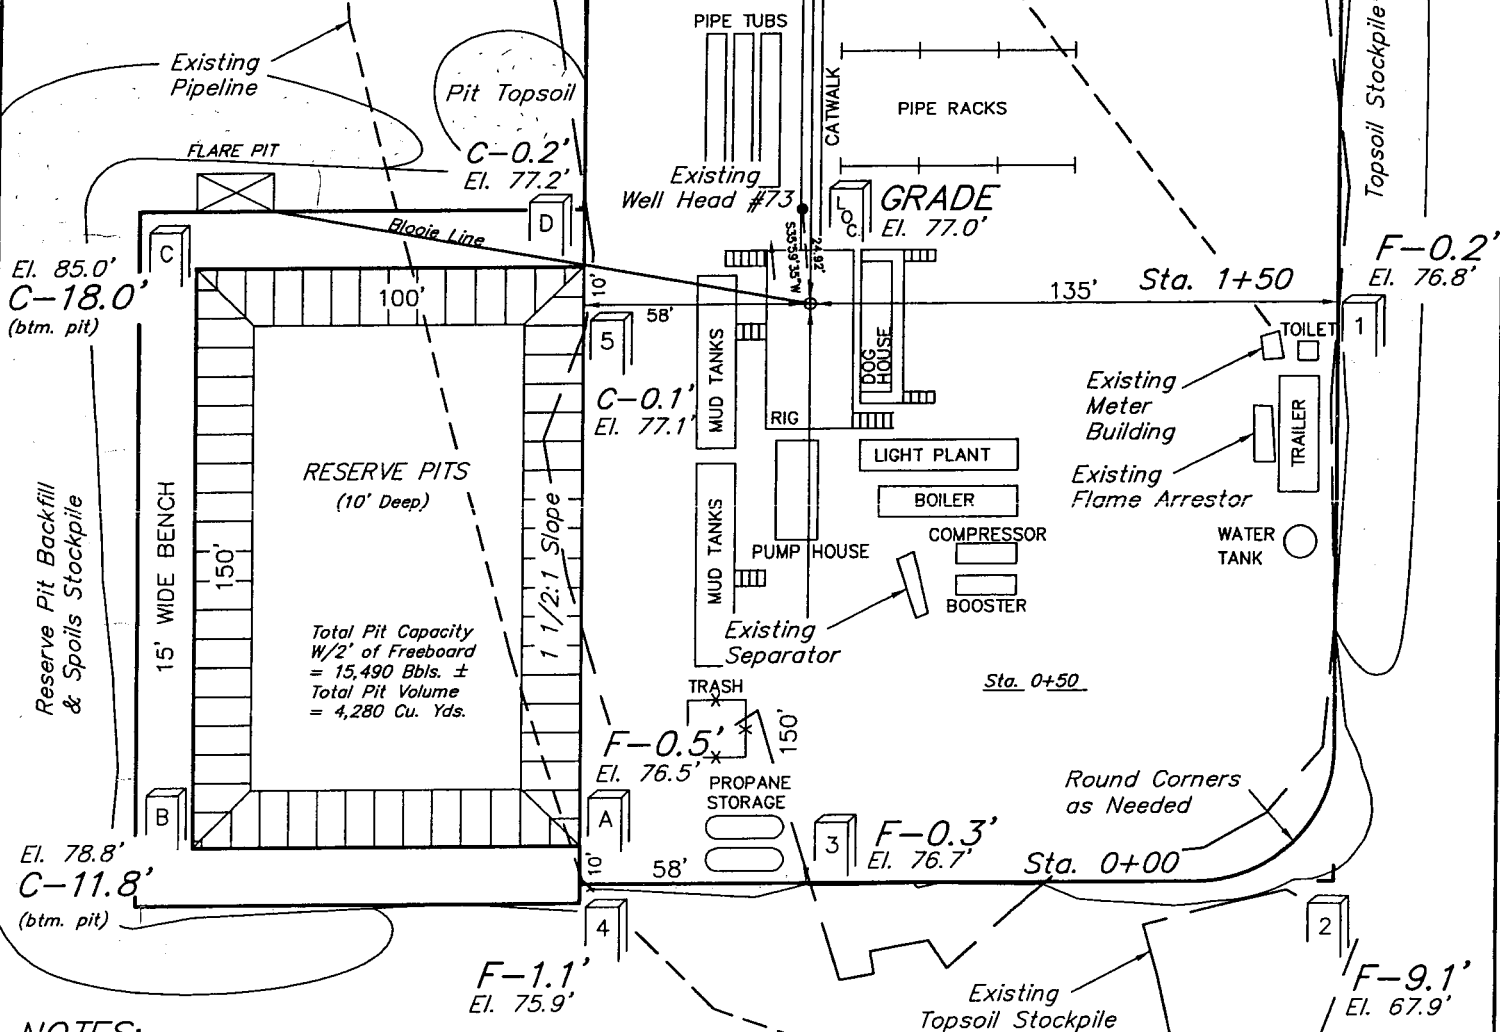 PIPE TUBS
Existing
Pipeline
Pit Topsoil
CATWALK
PIPE RACKS
Topsoil Stockpile
FLARE PIT
C-0.2'
El. 77.2'
Existing
Well Head #73
LOC.
GRADE
El. 77.0'
D
Blooie Line
C
S35°59'35"W
24.92'
F-0.2'
El. 76.8'
El. 85.0'
C-18.0'
(btm. pit)
100'
10'
58'
135'
Sta. 1+50
1
5
TOILET
MUD TANKS
DOG
HOUSE
Existing
Meter
Building
C-0.1'
El. 77.1'
RIG
TRAILER
LIGHT PLANT
RESERVE PITS
(10' Deep)
Existing
Flame Arrestor
BOILER
Reserve Pit Backfill
& Spoils Stockpile
15' WIDE BENCH
150'
1 1/2:1 Slope
MUD TANKS
PUMP HOUSE
COMPRESSOR
WATER
TANK
BOOSTER
Total Pit Capacity
W/2' of Freeboard
= 15,490 Bbls. ±
Total Pit Volume
= 4,280 Cu. Yds.
Existing
Separator
TRASH
Sta. 0+50
150'
F-0.5'
El. 76.5'
PROPANE
STORAGE
Round Corners
as Needed
B
A
3
F-0.3'
El. 76.7'
Sta. 0+00
El. 78.8'
C-11.8'
(btm. pit)
10'
58'
4
2
F-1.1'
El. 75.9'
Existing
Topsoil Stockpile
F-9.1'
El. 67.9'
NOTES: